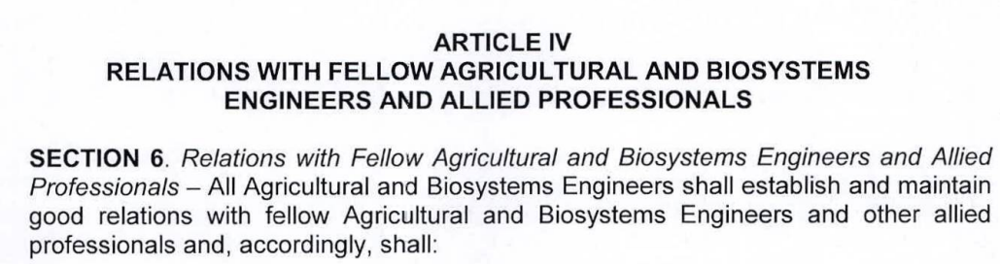 ARTICLE IV
RELATIONS WITH FELLOW AGRICULTURAL AND BIOSYSTEMS
ENGINEERS AND ALLIED PROFESSIONALS
SECTION 6. Relations with Fellow Agricultural and Biosystems Engineers and Allied
Professionals – All Agricultural and Biosystems Engineers shall establish and maintain
good relations with fellow Agricultural and Biosystems Engineers and other allied
professionals and, accordingly, shall: